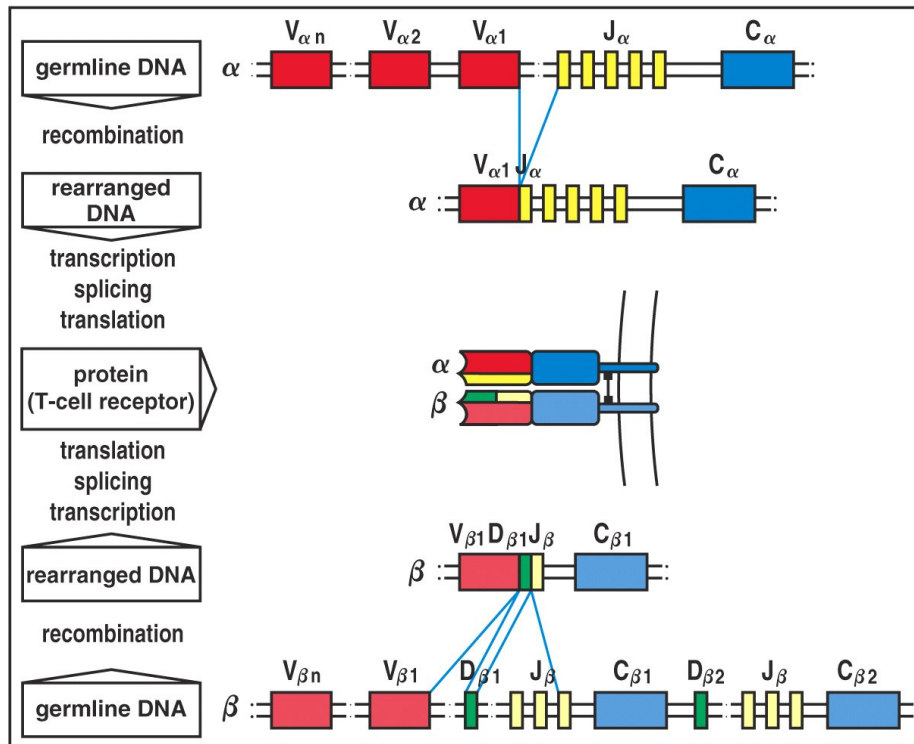 Vα n Vα2 Vα1 Jα Cα
germline DNA α
recombination
Vα1 Jα Cα
rearranged
DNA α
transcription
splicing
translation
protein
(T-cell receptor)
α
β
translation
splicing
transcription
Vβ1 Dβ1 Jβ Cβ1
rearranged DNA β
recombination
Vβn Vβ1 Dβ1 Jβ Cβ1 Dβ2 Jβ Cβ2
germline DNA β